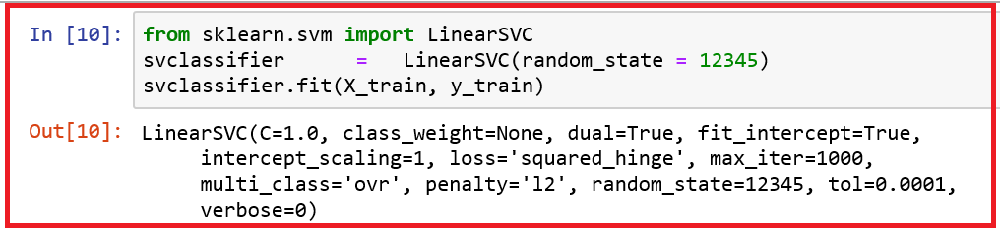 In [10]: from sklearn.svm import LinearSVC
svclassifier      =   LinearSVC(random_state = 12345)
svclassifier.fit(X_train, y_train)
Out[10]: LinearSVC(C=1.0, class_weight=None, dual=True, fit_intercept=True,
intercept_scaling=1, loss='squared_hinge', max_iter=1000,
multi_class='ovr', penalty='l2', random_state=12345, tol=0.0001,
verbose=0)